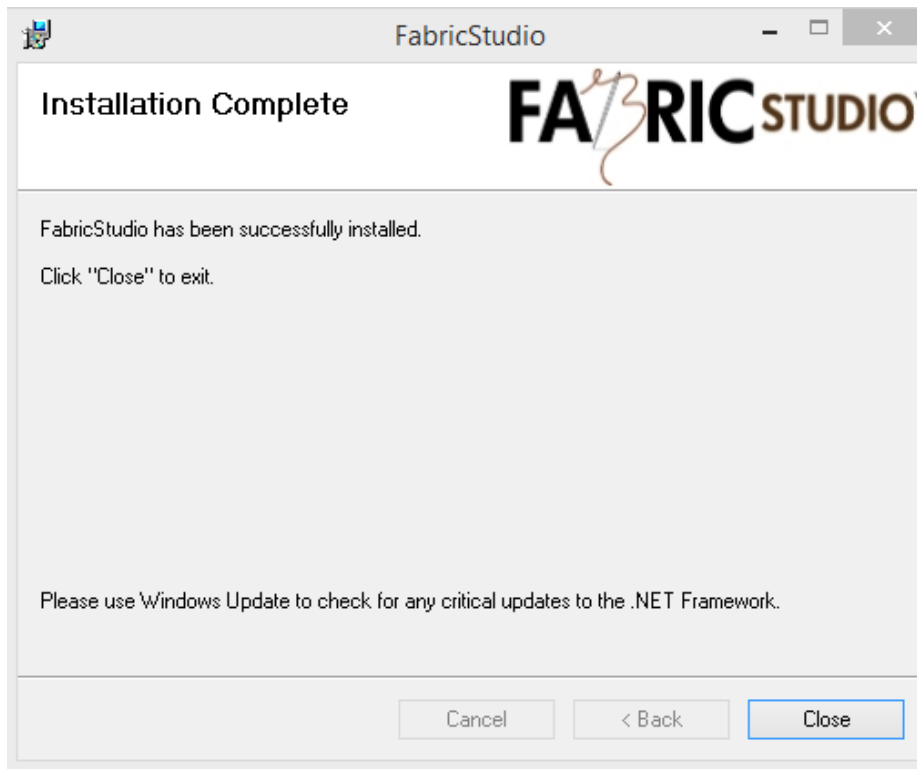 FabricStudio
Installation Complete
FABRIC STUDIO
FabricStudio has been successfully installed.
Click "Close" to exit.
Please use Windows Update to check for any critical updates to the .NET Framework.
Cancel
< Back
Close